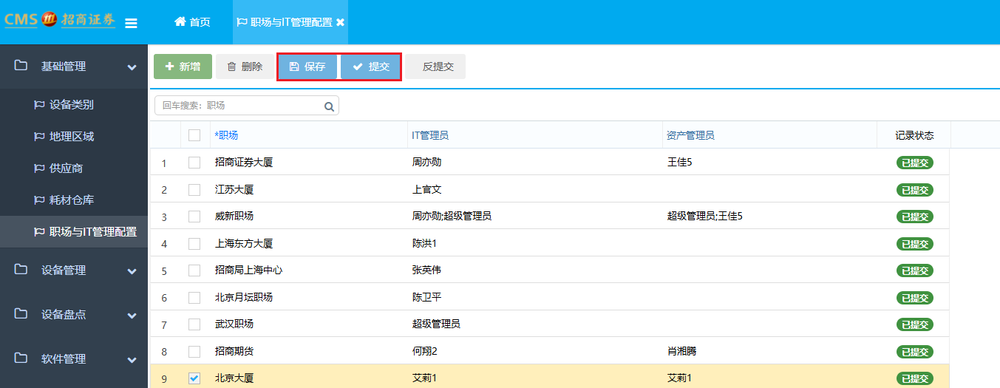 CMS 招商证券
首页
职场与IT管理配置
基础管理
设备类别
地理区域
供应商
耗材仓库
职场与IT管理配置
设备管理
设备盘点
软件管理
新增 删除 保存 提交 反提交
回车搜索：职场
*职场 IT管理员 资产管理员 记录状态
1 招商证券大厦 周亦勋 王佳5 已提交
2 江苏大厦 上官文 已提交
3 威新职场 周亦勋;超级管理员 超级管理员;王佳5 已提交
4 上海东方大厦 陈洪1 已提交
5 招商局上海中心 张英伟 已提交
6 北京月坛职场 陈卫平 已提交
7 武汉职场 超级管理员 已提交
8 招商期货 何翔2 肖湘腾 已提交
9 北京大厦 艾莉1 艾莉1 已提交